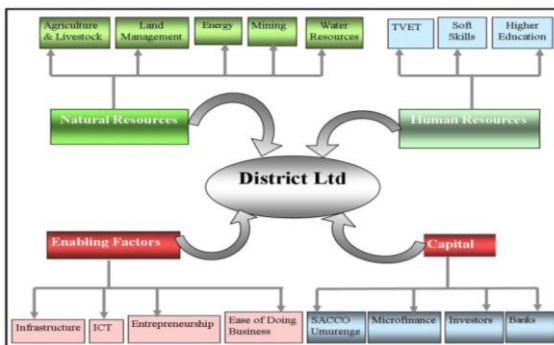 Agriculture
& Livestock
Land
Management
Energy
Mining
Water
Resources
TVET
Soft
Skills
Higher
Education
Natural Resources
Human Resources
District Ltd
Enabling Factors
Capital
Infrastructure
ICT
Entrepreneurship
Ease of Doing
Business
SACCO
Umurenge
Microfinance
Investors
Banks